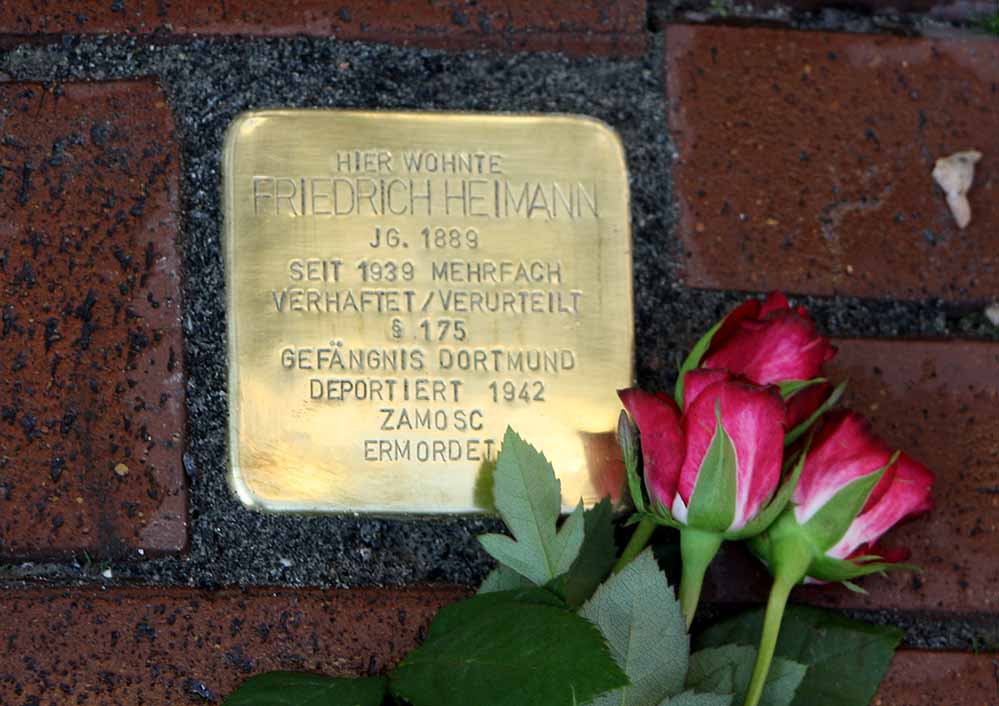 HIER WOHNTE
FRIEDRICH HEIMANN
JG. 1889
SEIT 1939 MEHRFACH
VERHAFTET/VERURTEILT
§ 175
GEFÄNGNIS DORTMUND
DEPORTIERT 1942
ZAMOSC
ERMORDET